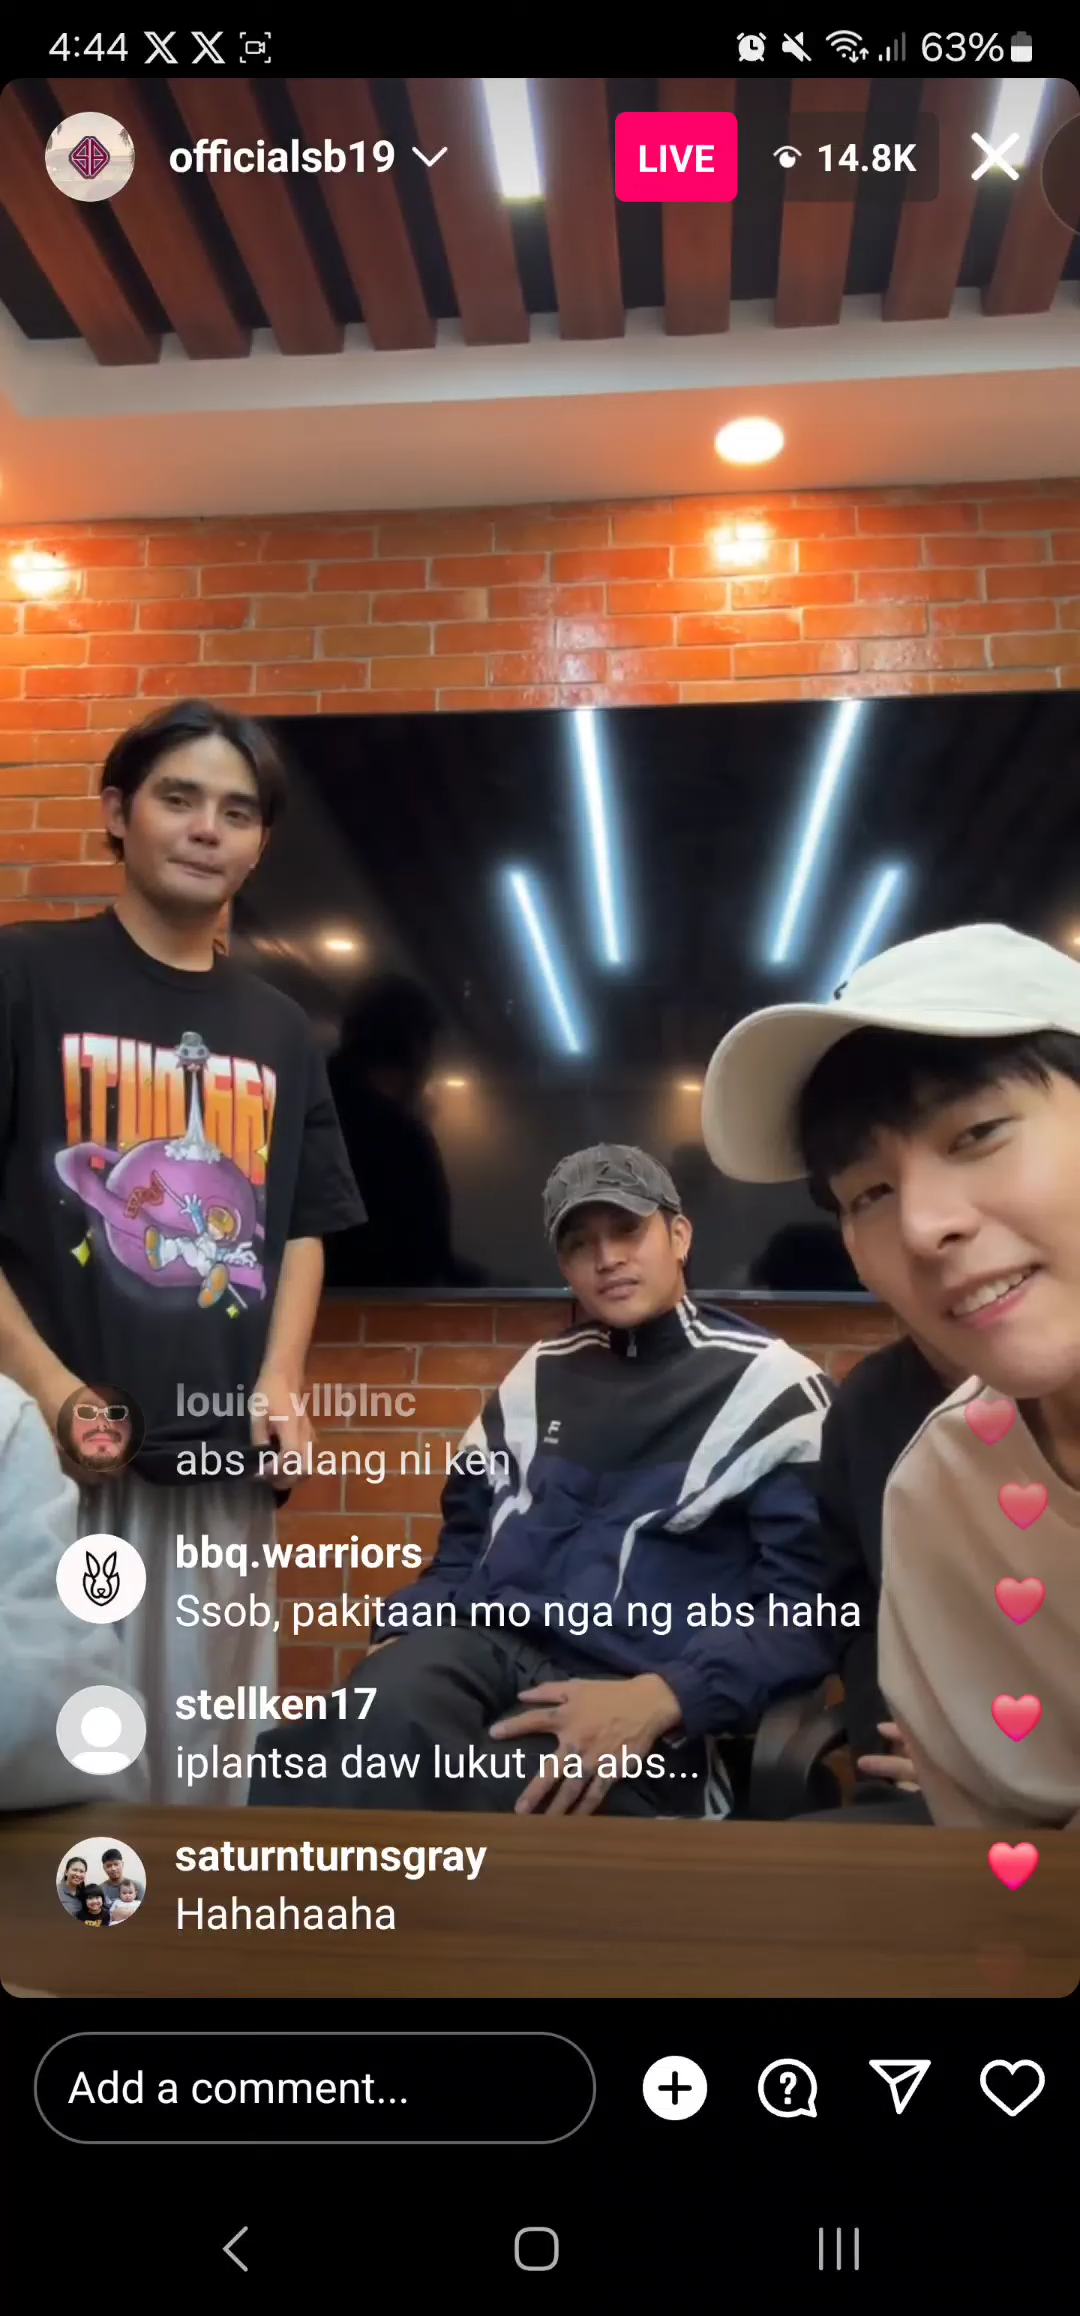 4:44
63%
officialsb19
LIVE
14.8K
louie_vllblnc
abs nalang ni ken
bbq.warriors
Ssob, pakitaan mo nga ng abs haha
stellken17
iplantsa daw lukut na abs...
saturnturnsgray
Hahahaaha
Add a comment...